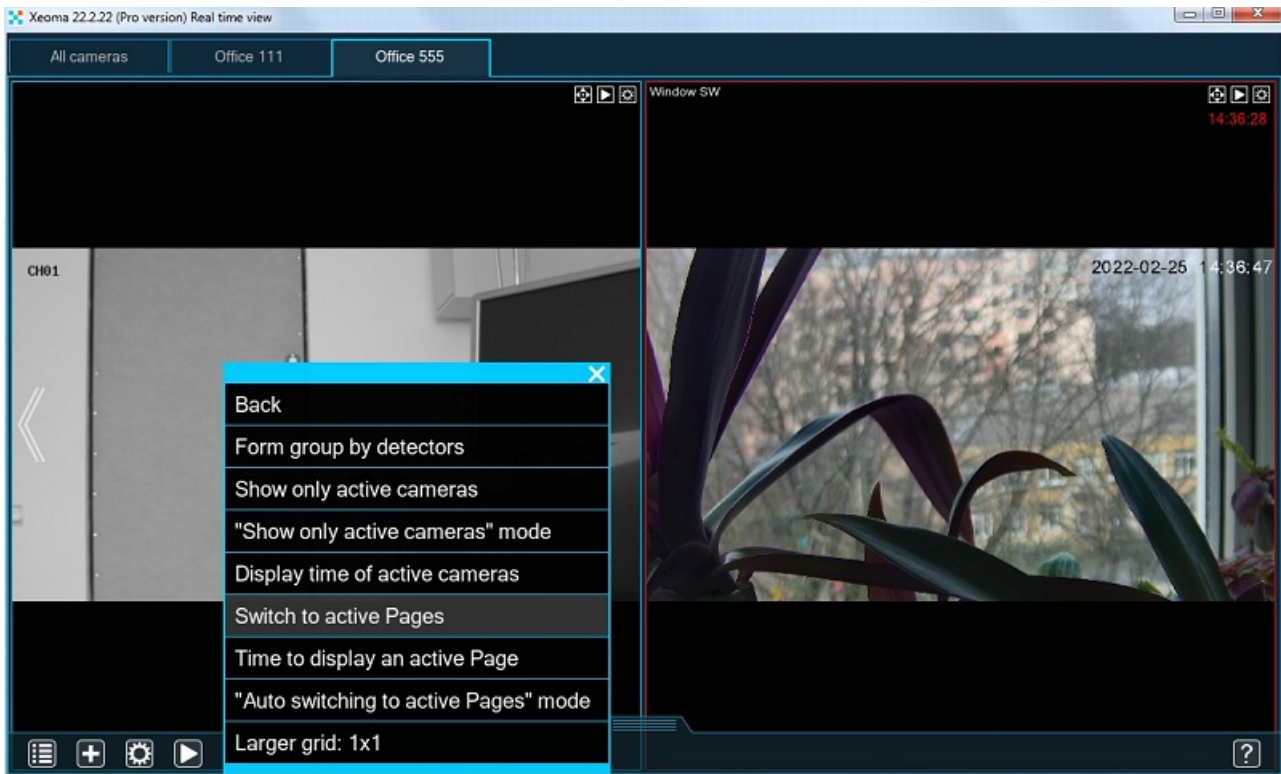 Xeoma 22.2.22 (Pro version) Real time view
All cameras
Office 111
Office 555
Window SW
14:36:28
CH01
2022-02-25 14:36:47
Back
Form group by detectors
Show only active cameras
"Show only active cameras" mode
Display time of active cameras
Switch to active Pages
Time to display an active Page
"Auto switching to active Pages" mode
Larger grid: 1x1
?